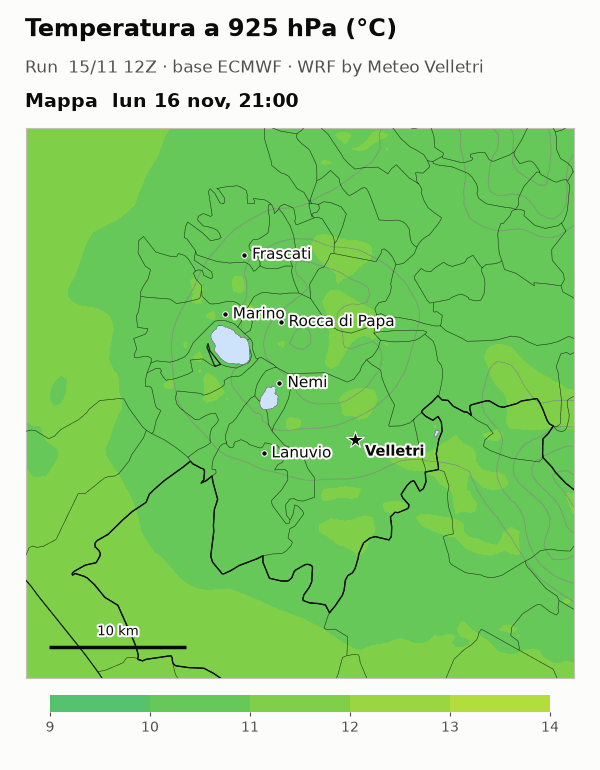 Temperatura a 925 hPa (°C)
Run  15/11 12Z · base ECMWF · WRF by Meteo Velletri
Mappa  lun 16 nov, 21:00
Frascati
Marino
Rocca di Papa
Nemi
Velletri
Lanuvio
10 km
9 10 11 12 13 14